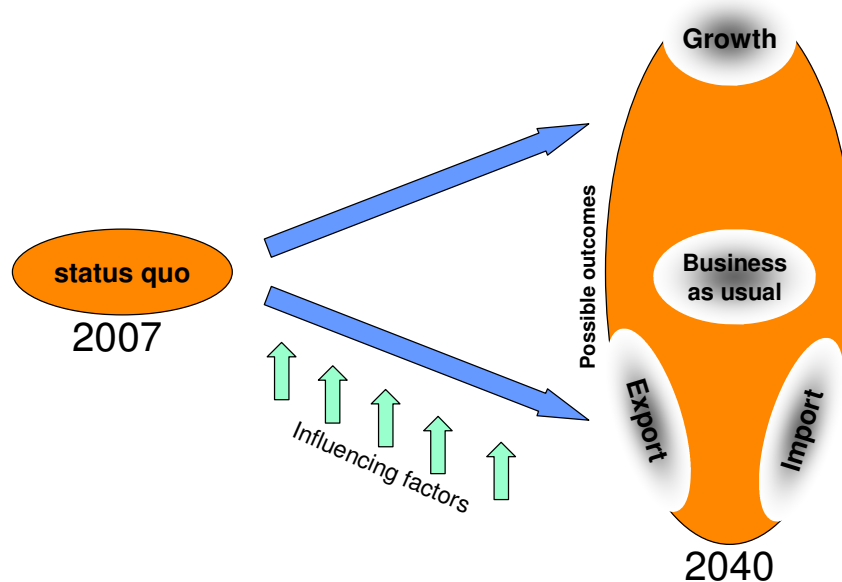 status quo
2007
Influencing factors
Possible outcomes
Growth
Business
as usual
Export
Import
2040